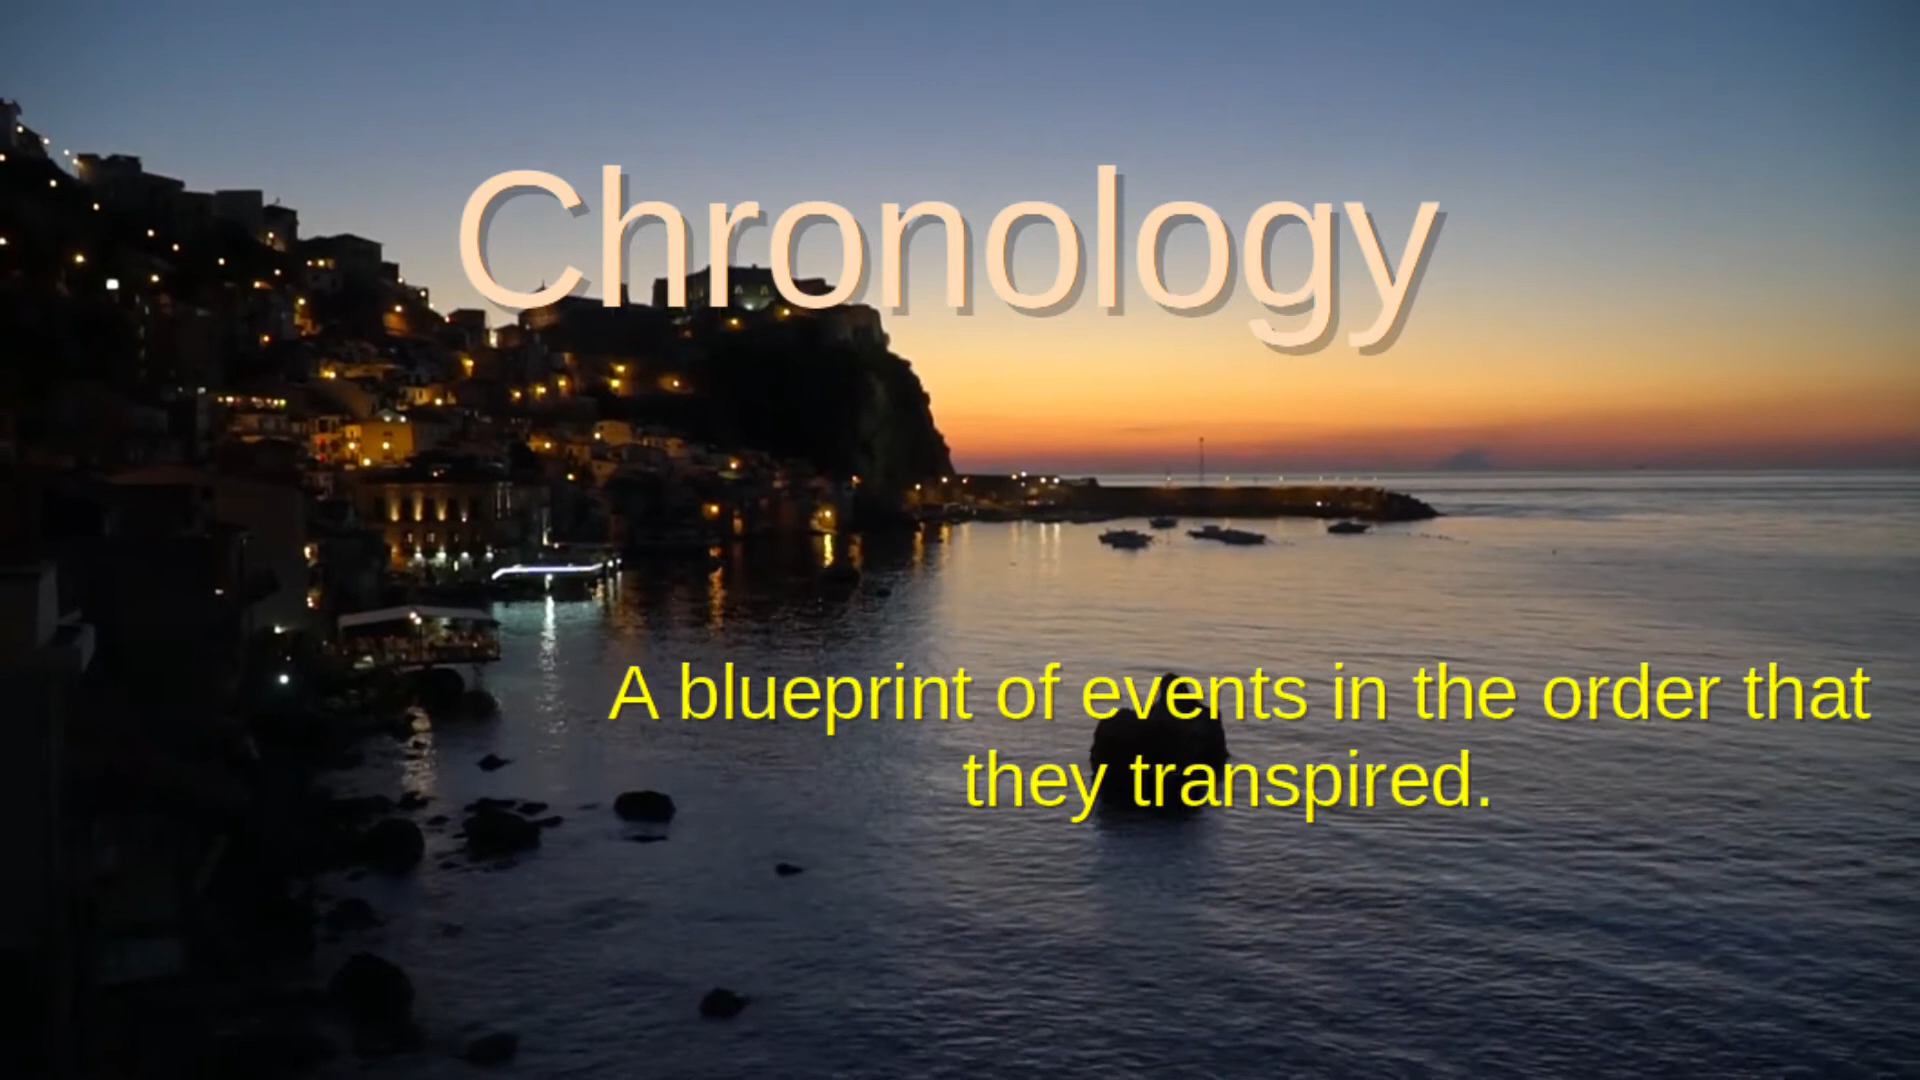 Chronology
A blueprint of events in the order that
they transpired.